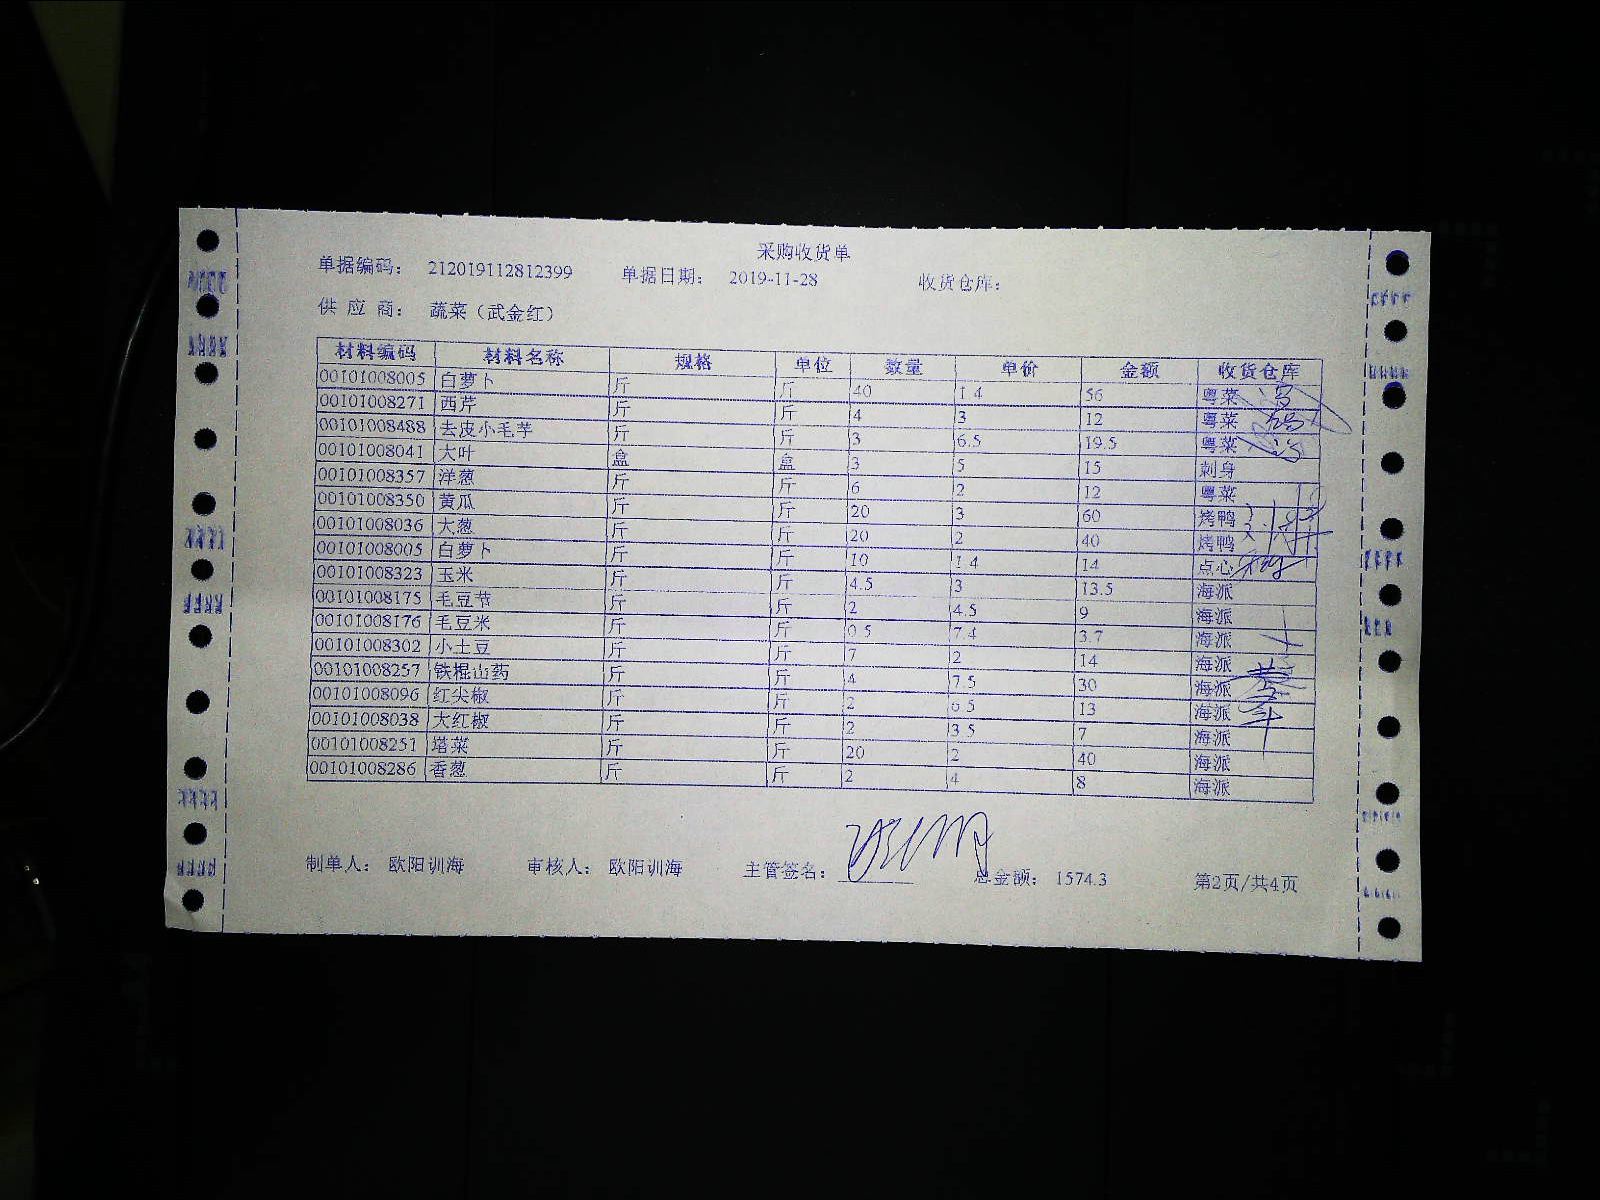 采购收货单
单据编码： 212019112812399 单据日期： 2019-11-28 收货仓库：
供 应 商： 蔬菜（武金红）
材料编码 材料名称 规格 单位 数量 单价 金额 收货仓库
00101008005 白萝卜 斤 斤 40 1.4 56 粤菜
00101008271 西芹 斤 斤 4 3 12 粤菜
00101008488 去皮小毛芋 斤 斤 3 6.5 19.5 粤菜
00101008041 大叶 盒 盒 3 5 15 刺身
00101008357 洋葱 斤 斤 6 2 12 粤菜
00101008350 黄瓜 斤 斤 20 3 60 烤鸭
00101008036 大葱 斤 斤 20 2 40 烤鸭
00101008005 白萝卜 斤 斤 10 1.4 14 点心
00101008323 玉米 斤 斤 4.5 3 13.5 海派
00101008175 毛豆节 斤 斤 2 4.5 9 海派
00101008176 毛豆米 斤 斤 0.5 7.4 3.7 海派
00101008302 小土豆 斤 斤 7 2 14 海派
00101008257 铁棍山药 斤 斤 4 7.5 30 海派
00101008096 红尖椒 斤 斤 2 6.5 13 海派
00101008038 大红椒 斤 斤 2 3.5 7 海派
00101008251 塔菜 斤 斤 20 2 40 海派
00101008286 香葱 斤 斤 2 4 8 海派
制单人： 欧阳训海 审核人： 欧阳训海 主管签名： 总金额： 1574.3 第2页/共4页